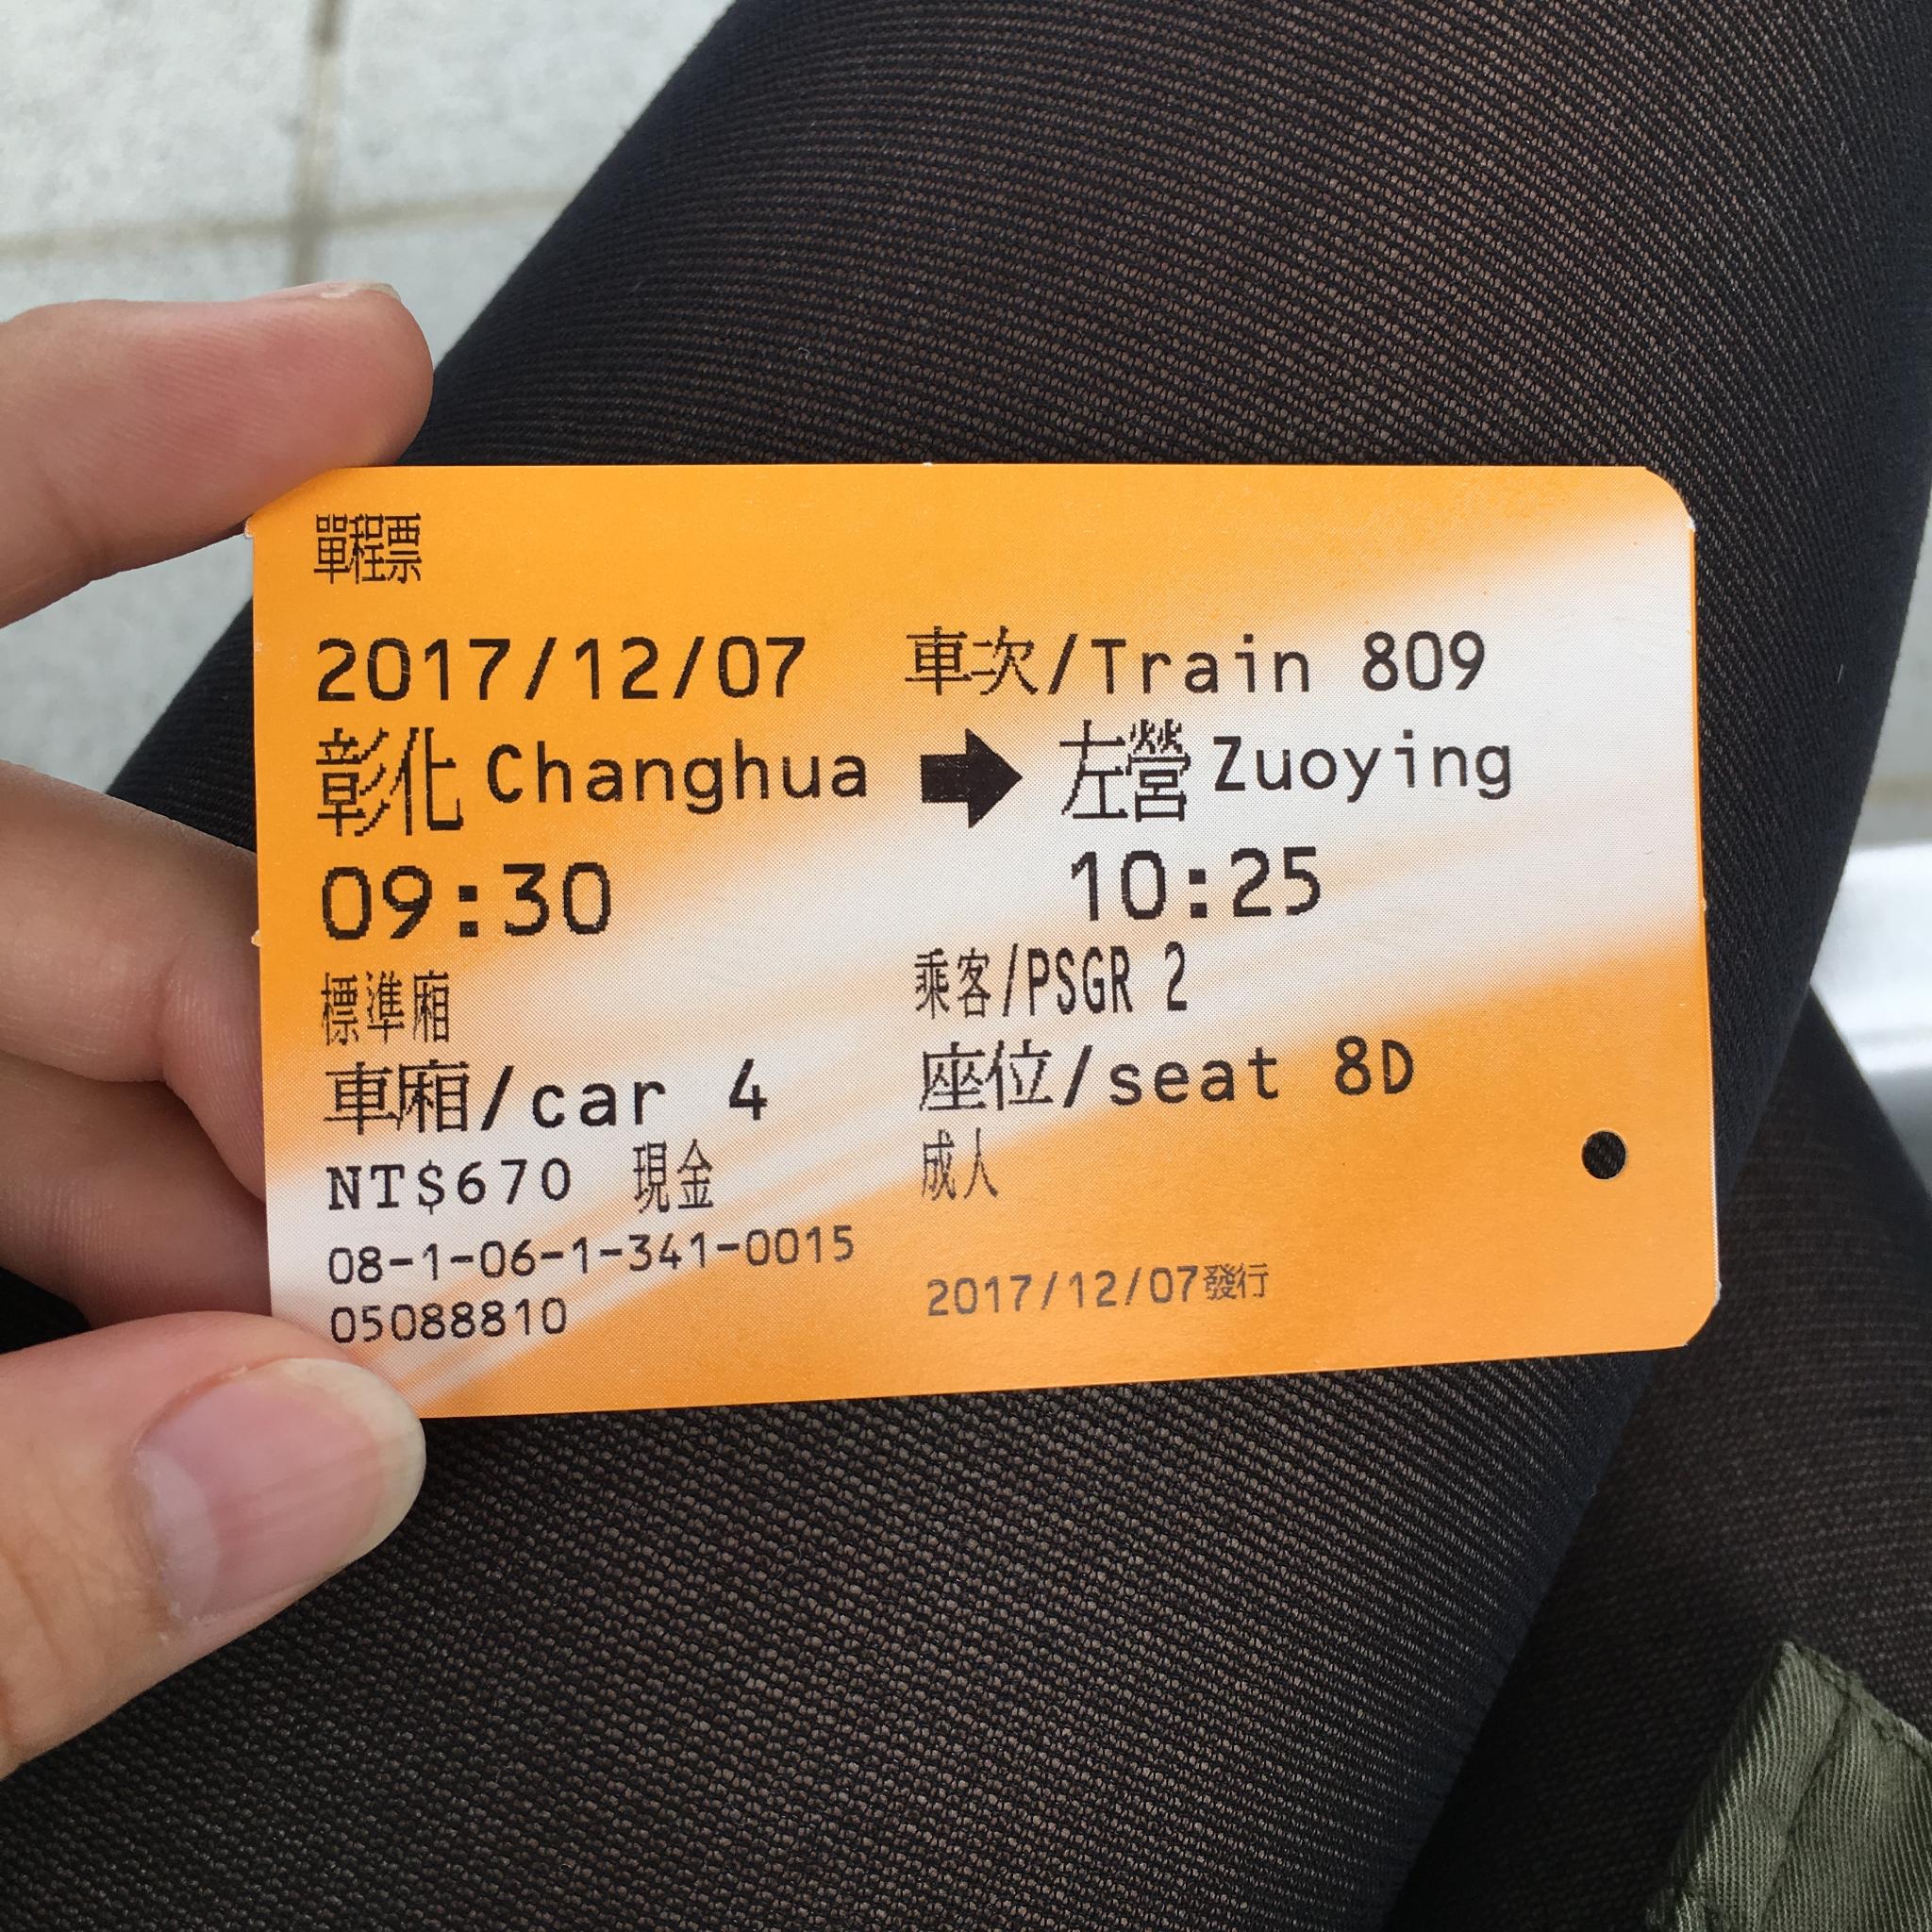 單程票
2017/12/07 車次/Train 809
彰化 Changhua ➡ 左營 Zuoying
09:30 10:25
標準廂 乘客/PSGR 2
車廂/car 4 座位/seat 8D
NT$670 現金 成人
08-1-06-1-341-0015
05088810 2017/12/07發行